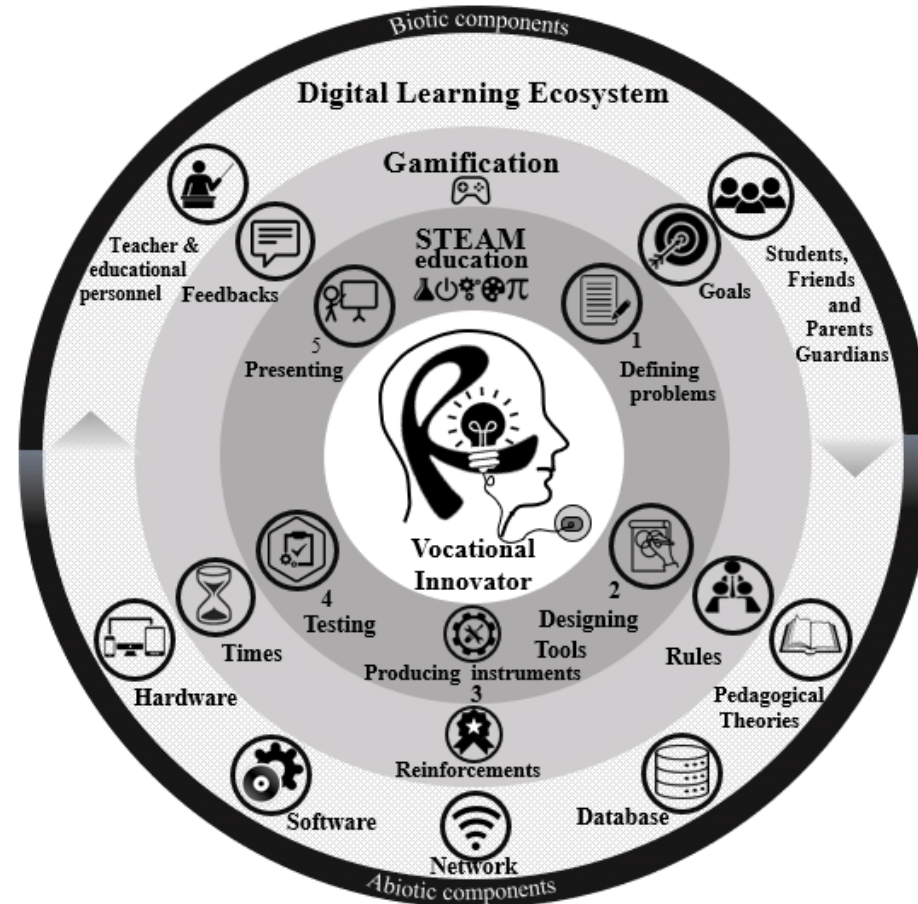 Biotic components
Digital Learning Ecosystem
Gamification
STEAM
education
π
Teacher &
educational
personnel
Feedbacks
5
Presenting
1
Defining
problems
Goals
Students,
Friends
and
Parents
Guardians
Vocational
Innovator
4
Testing
2
Designing
Tools
Times
Rules
Hardware
Producing instruments
3
Pedagogical
Theories
Reinforcements
Software
Database
Network
Abiotic components